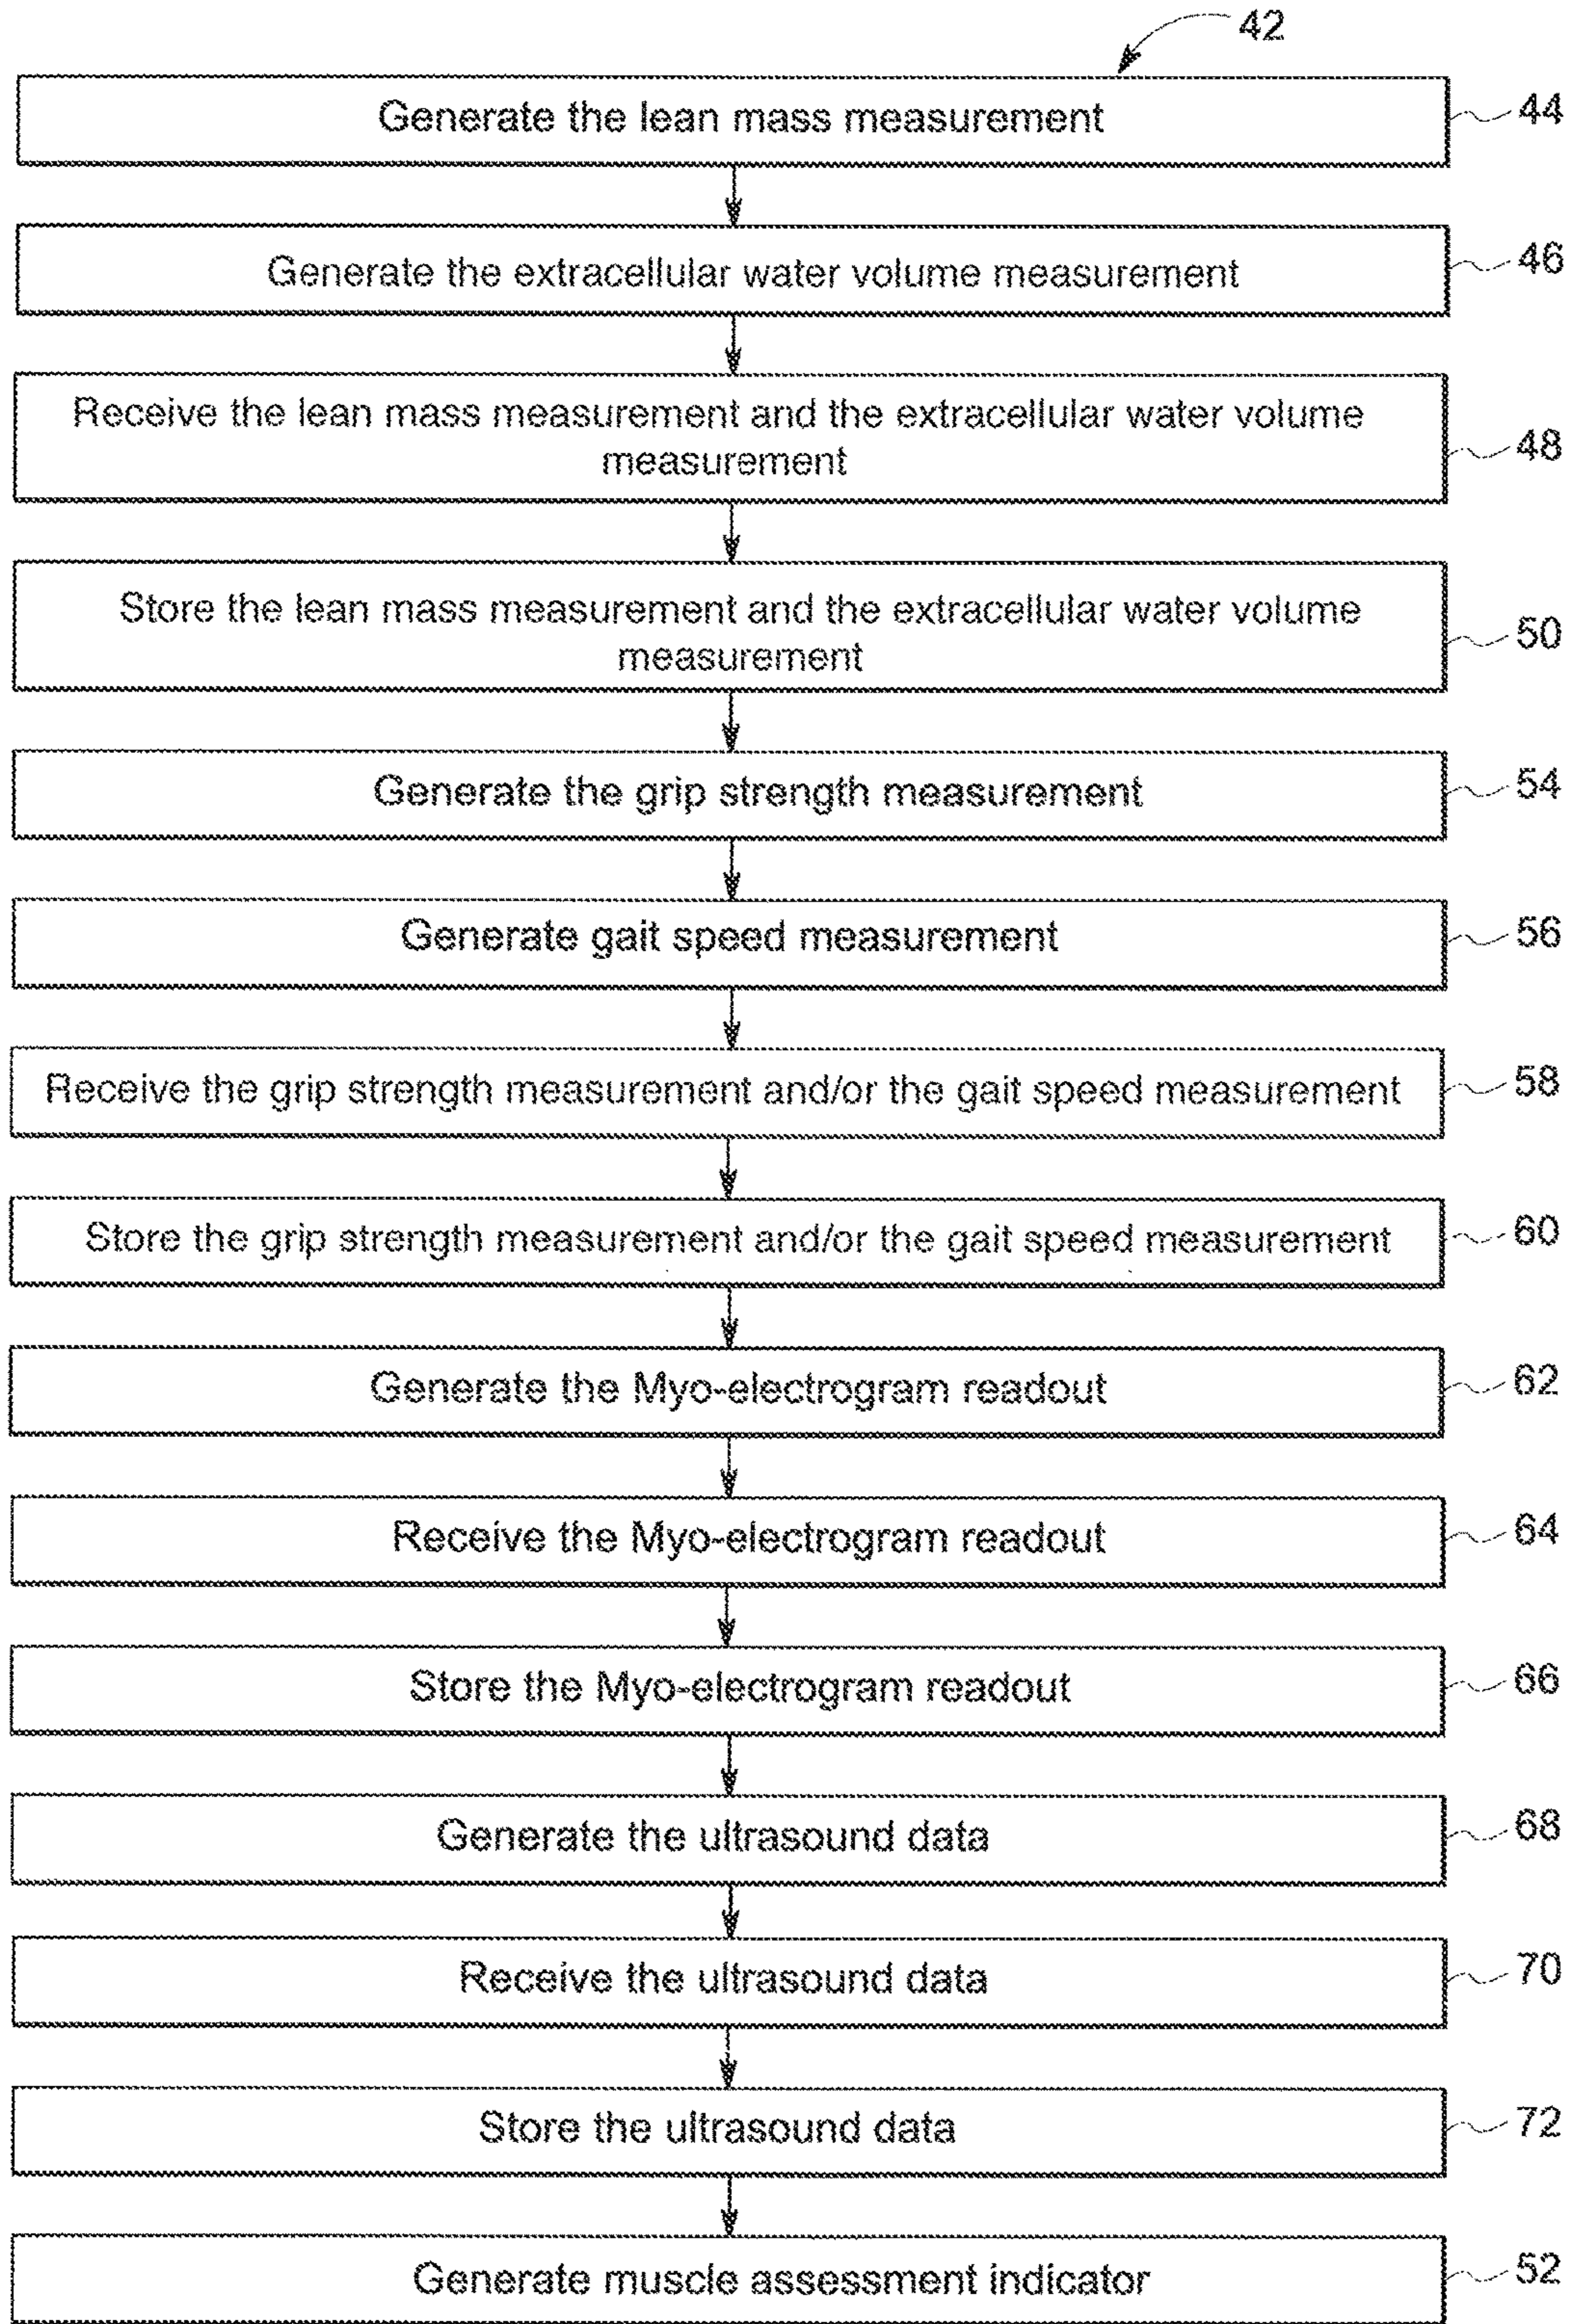 42
Generate the lean mass measurement
44
Generate the extracellular water volume measurement
46
Receive the lean mass measurement and the extracellular water volume
measurement
48
Store the lean mass measurement and the extracellular water volume
measurement
50
Generate the grip strength measurement
54
Generate gait speed measurement
56
Receive the grip strength measurement and/or the gait speed measurement
58
Store the grip strength measurement and/or the gait speed measurement
60
Generate the Myo-electrogram readout
62
Receive the Myo-electrogram readout
64
Store the Myo-electrogram readout
66
Generate the ultrasound data
68
Receive the ultrasound data
70
Store the ultrasound data
72
Generate muscle assessment indicator
52